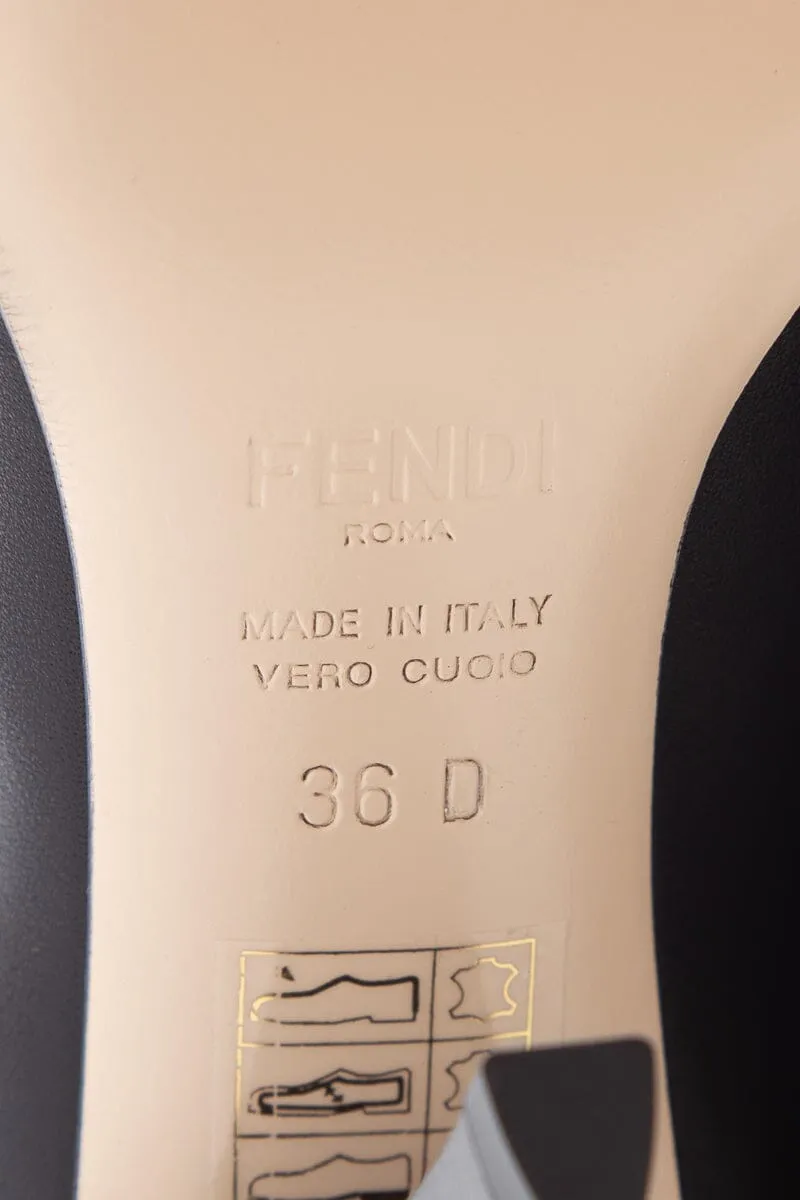 FENDI
ROMA
MADE IN ITALY
VERO CUOIO
36 D